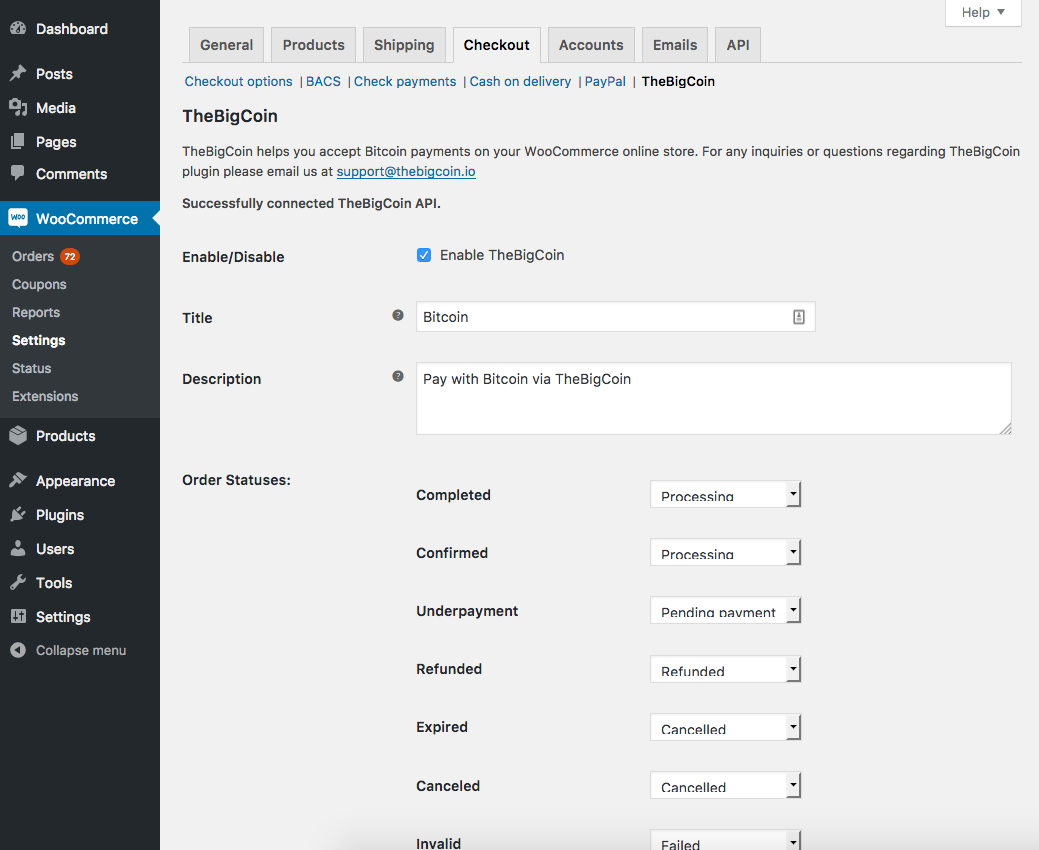 Help
Dashboard
Posts
Media
Pages
Comments
WOO WooCommerce
Orders 72
Coupons
Reports
Settings
Status
Extensions
Products
Appearance
Plugins
Users
Tools
Settings
Collapse menu
General Products Shipping Checkout Accounts Emails API
Checkout options | BACS | Check payments | Cash on delivery | PayPal | TheBigCoin
TheBigCoin
TheBigCoin helps you accept Bitcoin payments on your WooCommerce online store. For any inquiries or questions regarding TheBigCoin
plugin please email us at support@thebigcoin.io
Successfully connected TheBigCoin API.
Enable/Disable Enable TheBigCoin
Title ? Bitcoin
Description ? Pay with Bitcoin via TheBigCoin
Order Statuses:
Completed Processing
Confirmed Processing
Underpayment Pending payment
Refunded Refunded
Expired Cancelled
Canceled Cancelled
Invalid Failed